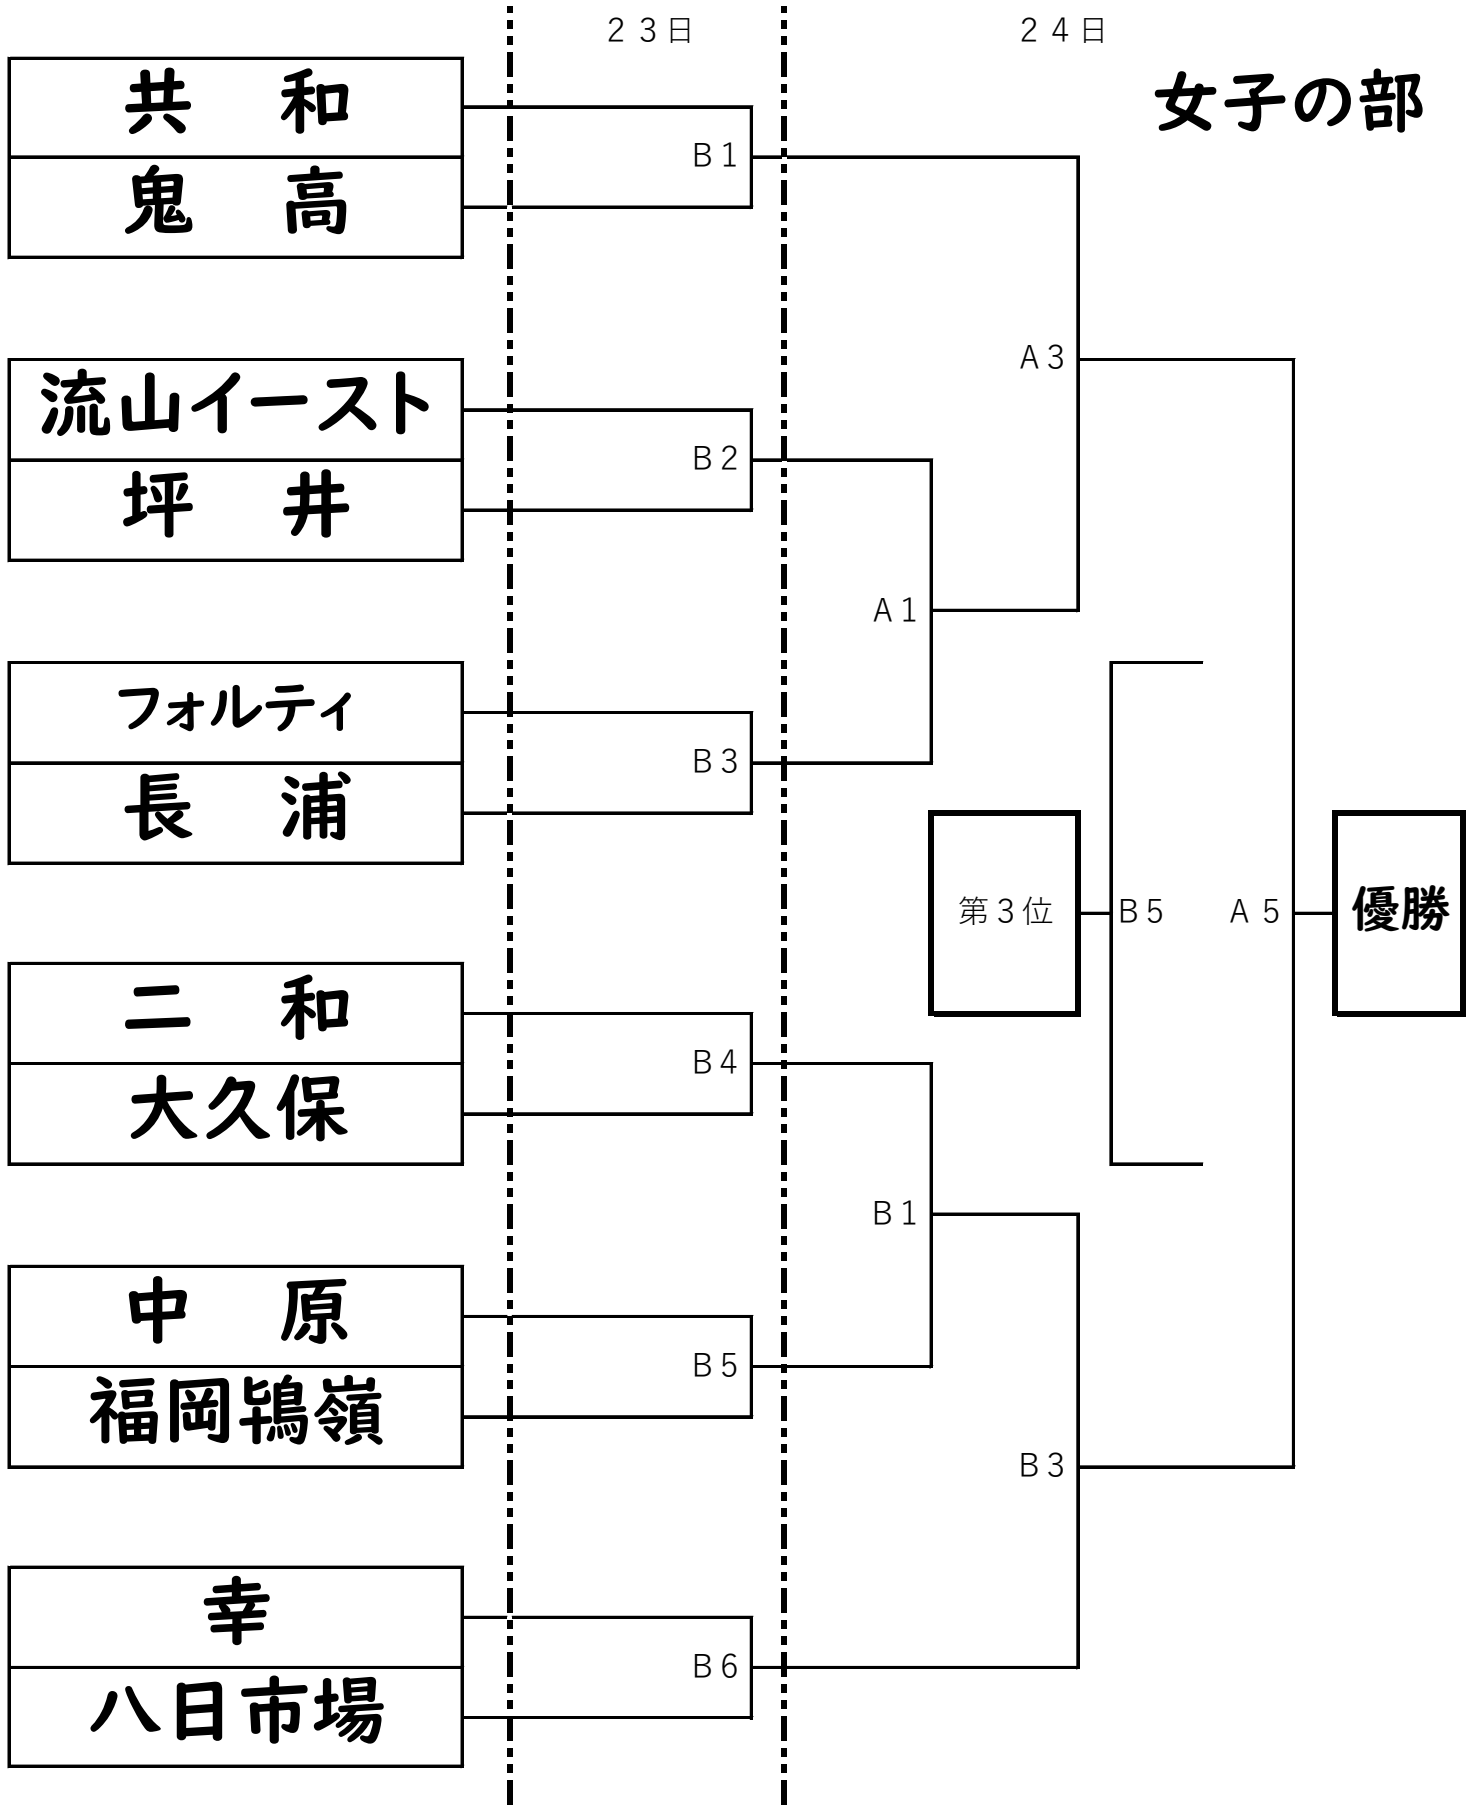 ２３日
２４日
女子の部
共　和
B1
鬼　高
A3
流山イースト
B2
坪　井
A1
フォルティ
B3
長　浦
第３位
B5
A 5
優勝
二　和
B4
大久保
B1
中　原
B5
福岡鵠嶺
B3
幸
B6
八日市場